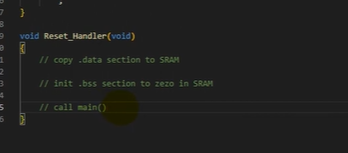 }
void Reset_Handler(void)
{
// copy .data section to SRAM
// init .bss section to zezo in SRAM
// call main()
}